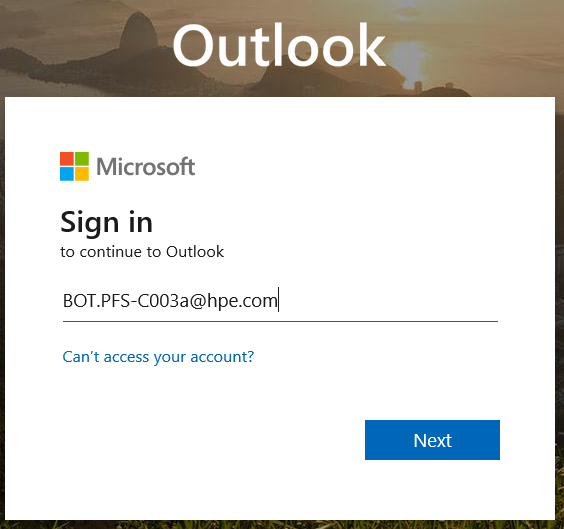 Outlook
Microsoft
Sign in
to continue to Outlook
BOT.PFS-C003a@hpe.com
Can't access your account?
Next